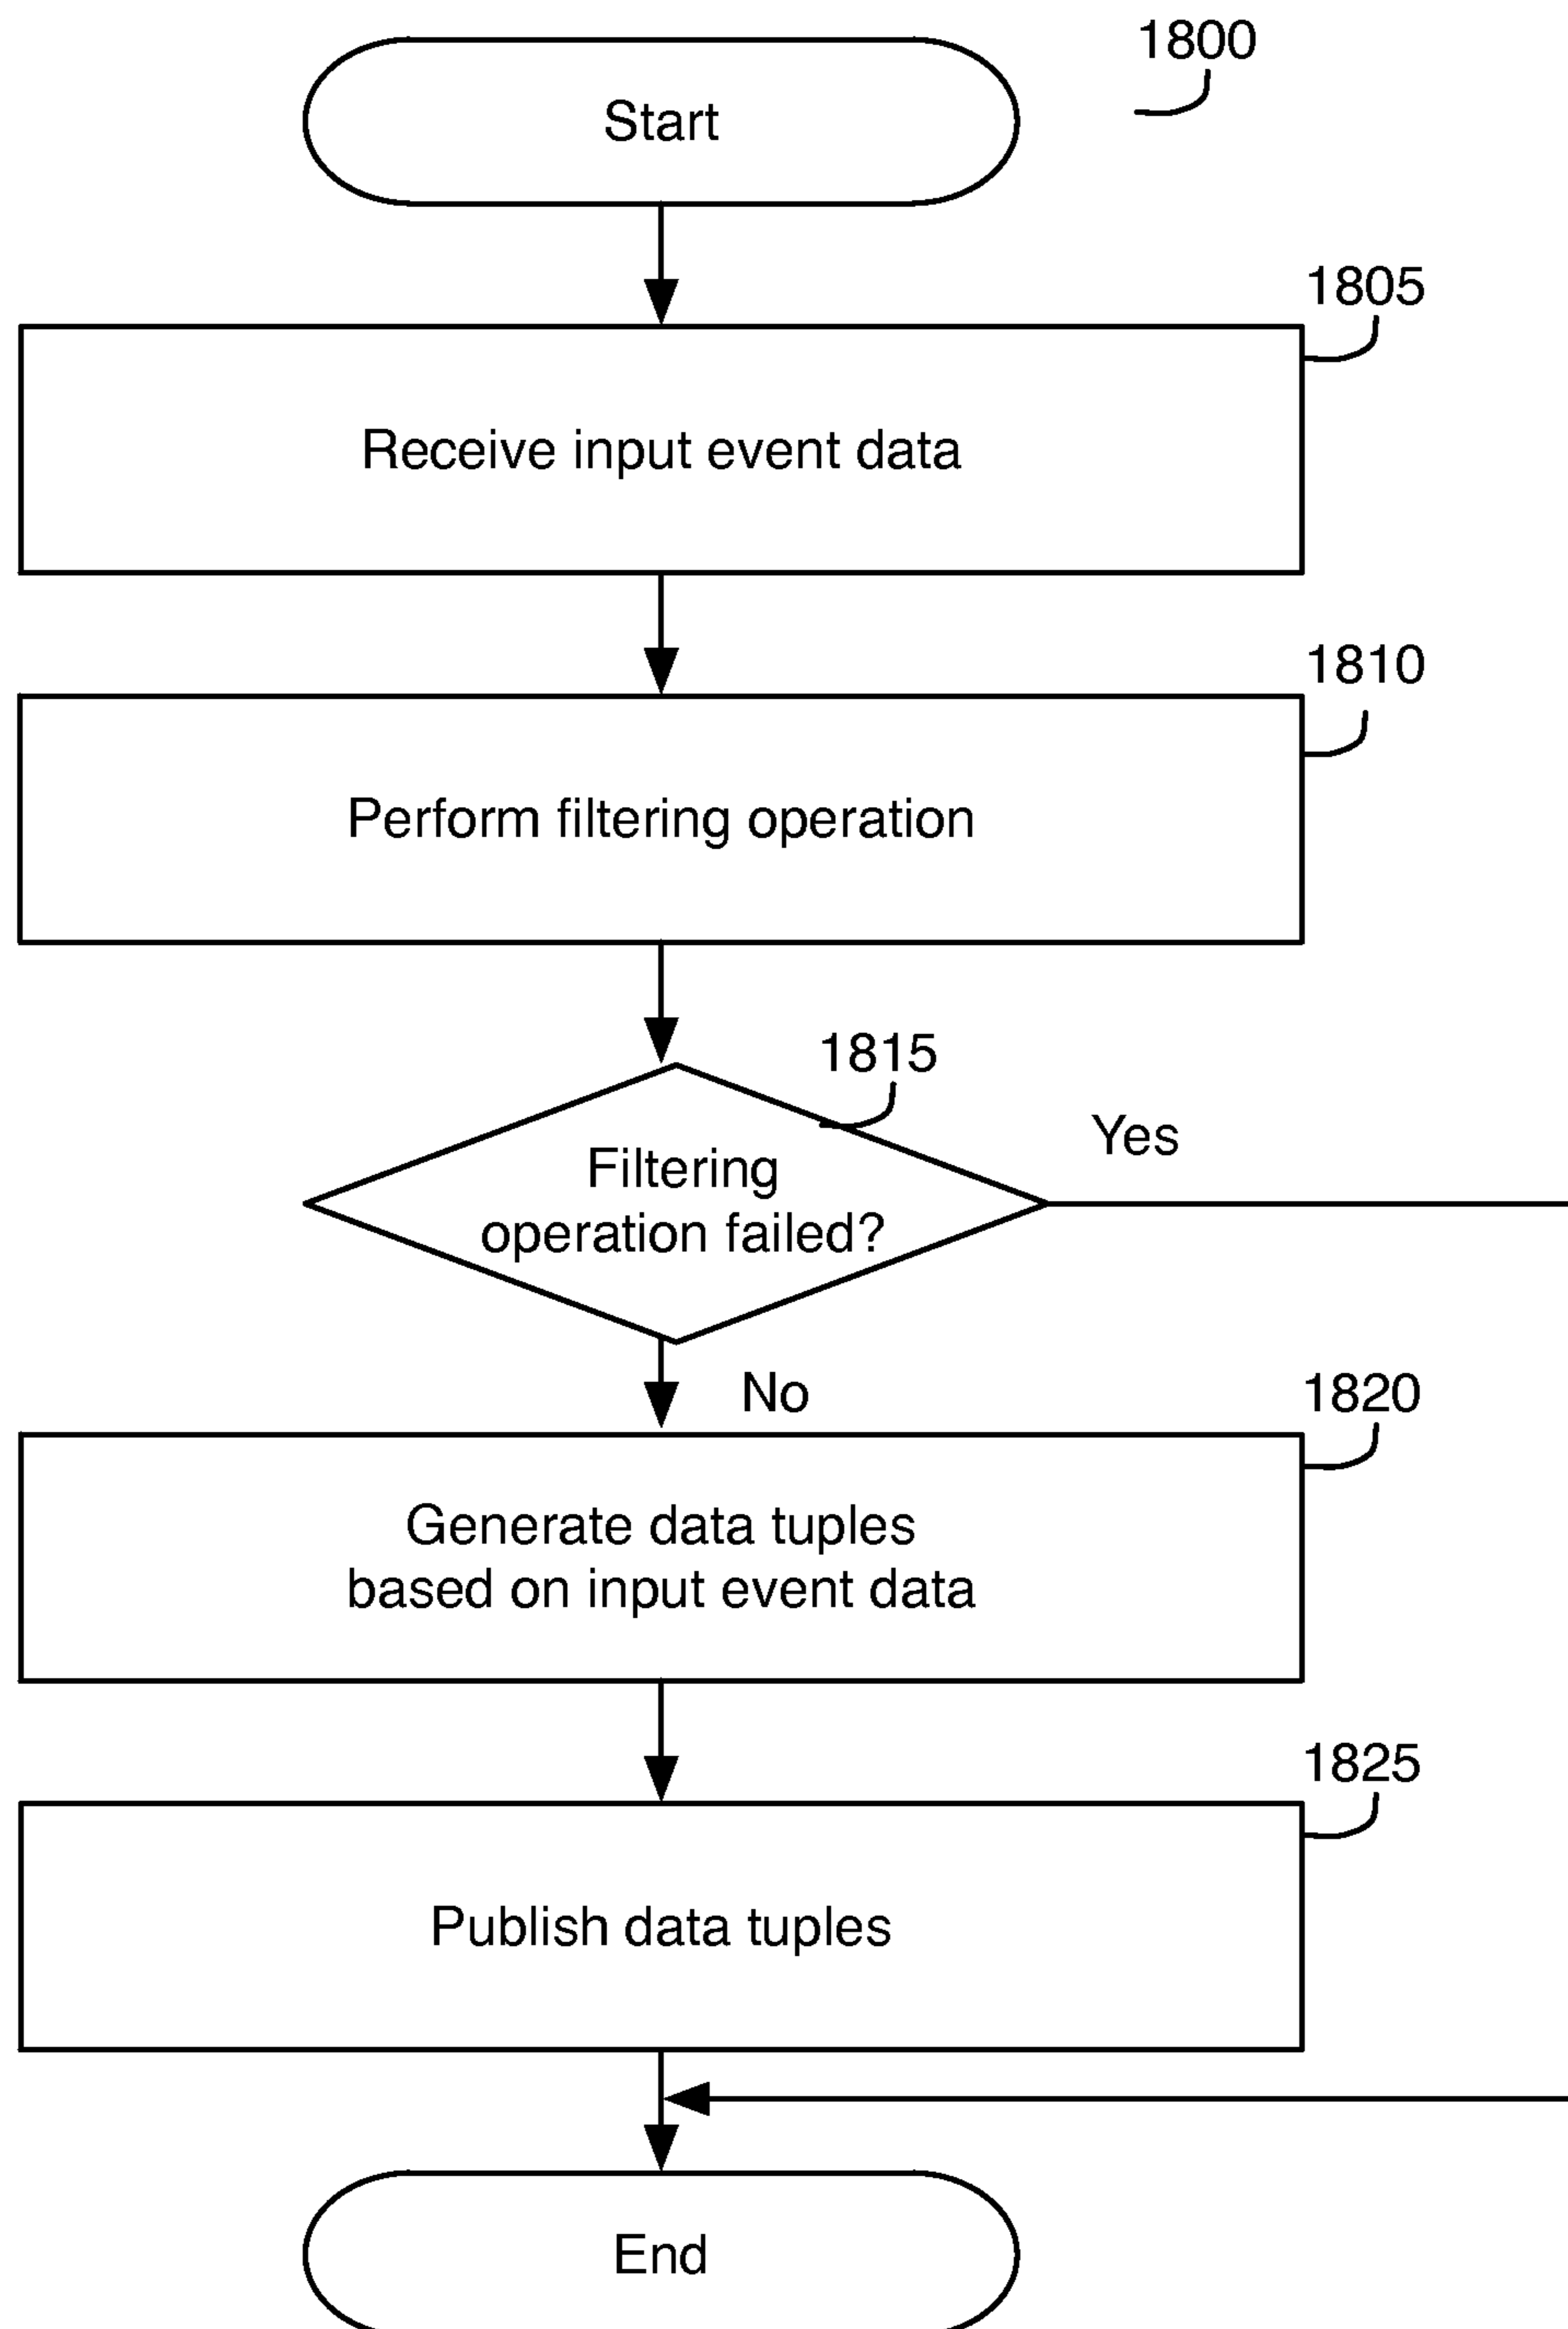 1800
Start
1805
Receive input event data
1810
Perform filtering operation
1815
Yes
Filtering
operation failed?
No
1820
Generate data tuples
based on input event data
1825
Publish data tuples
End